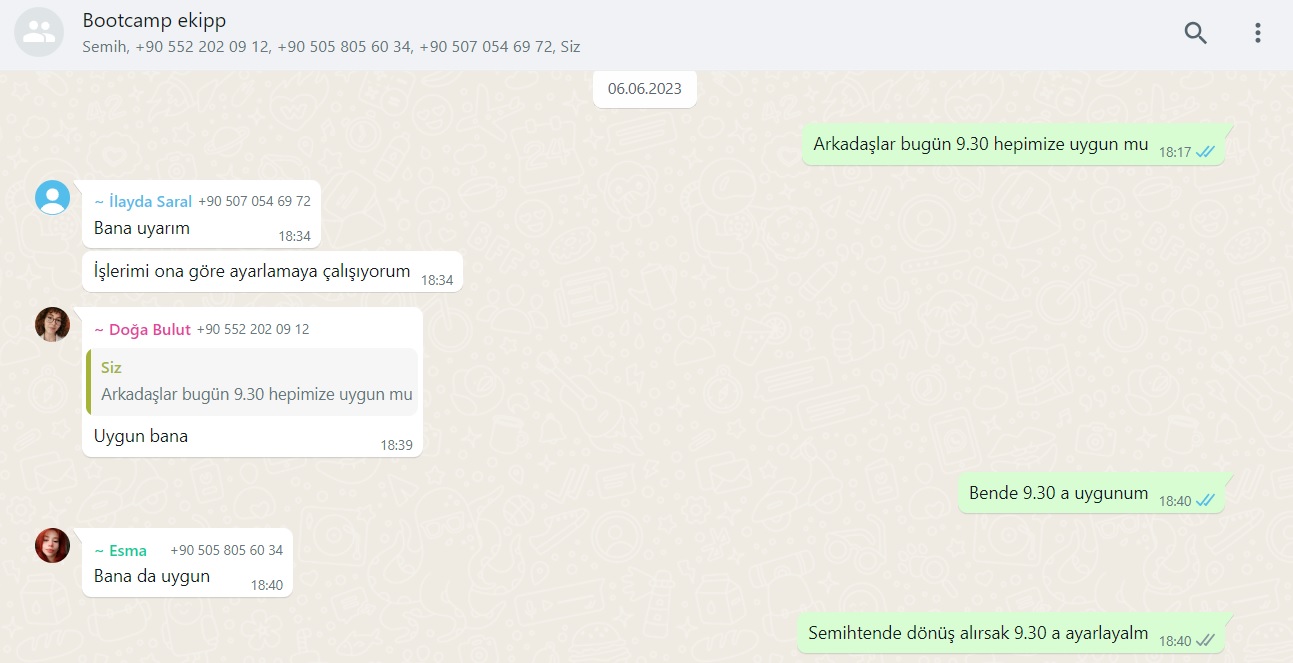 Bootcamp ekipp
Semih, +90 552 202 09 12, +90 505 805 60 34, +90 507 054 69 72, Siz
06.06.2023
Arkadaşlar bugün 9.30 hepimize uygun mu 18:17
~ İlayda Saral +90 507 054 69 72
Bana uyarım 18:34
İşlerimi ona göre ayarlamaya çalışıyorum 18:34
~ Doğa Bulut +90 552 202 09 12
Siz
Arkadaşlar bugün 9.30 hepimize uygun mu
Uygun bana 18:39
Bende 9.30 a uygunum 18:40
~ Esma +90 505 805 60 34
Bana da uygun 18:40
Semihtende dönüş alırsak 9.30 a ayarlayalm 18:40